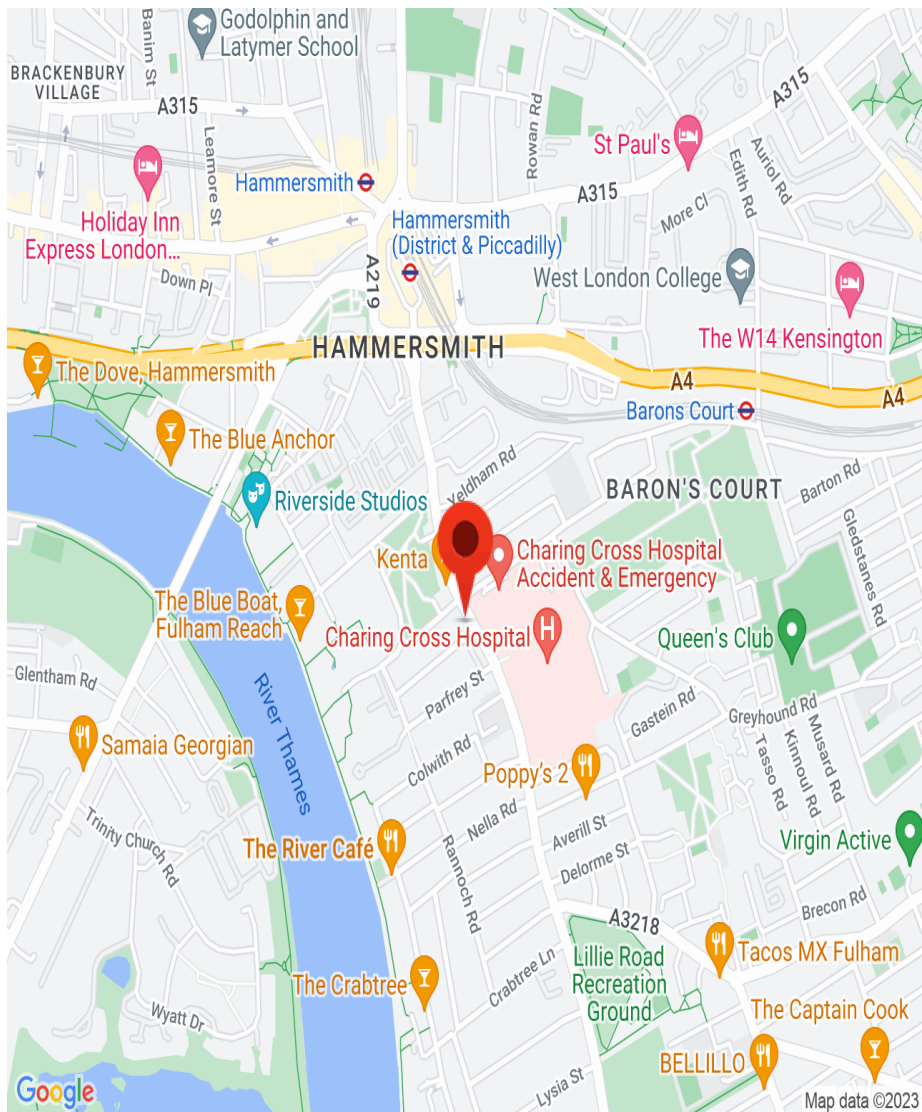 Godolphin and
Latymer School
Banim St
BRACKENBURY
VILLAGE
A315
A315
Leamore St
Rowan Rd
St Paul's
Auriol Rd
Edith Rd
Hammersmith
A315
More Cl
Holiday Inn
Express London...
Hammersmith
(District & Piccadilly)
Down Pl
A219
West London College
The W14 Kensington
HAMMERSMITH
The Dove, Hammersmith
A4
A4
Barons Court
The Blue Anchor
Yeldham Rd
Barton Rd
BARON'S COURT
Riverside Studios
Gledstanes Rd
Kenta
Charing Cross Hospital
Accident & Emergency
The Blue Boat,
Fulham Reach
Charing Cross Hospital
H
Queen's Club
Glentham Rd
River Thames
Parfrey St
Gastein Rd
Greyhound Rd
Musard Rd
Kinnoul Rd
Tasso Rd
Samaia Georgian
Colwith Rd
Poppy's 2
Nella Rd
Averill St
Trinity Church Rd
The River Café
Rannoch Rd
Delorme St
Virgin Active
Brecon Rd
A3218
Lillie Road
Recreation
Ground
Tacos MX Fulham
Crabtree Ln
The Crabtree
Wyatt Dr
The Captain Cook
BELLILLO
Lysia St
Google
Map data ©2023